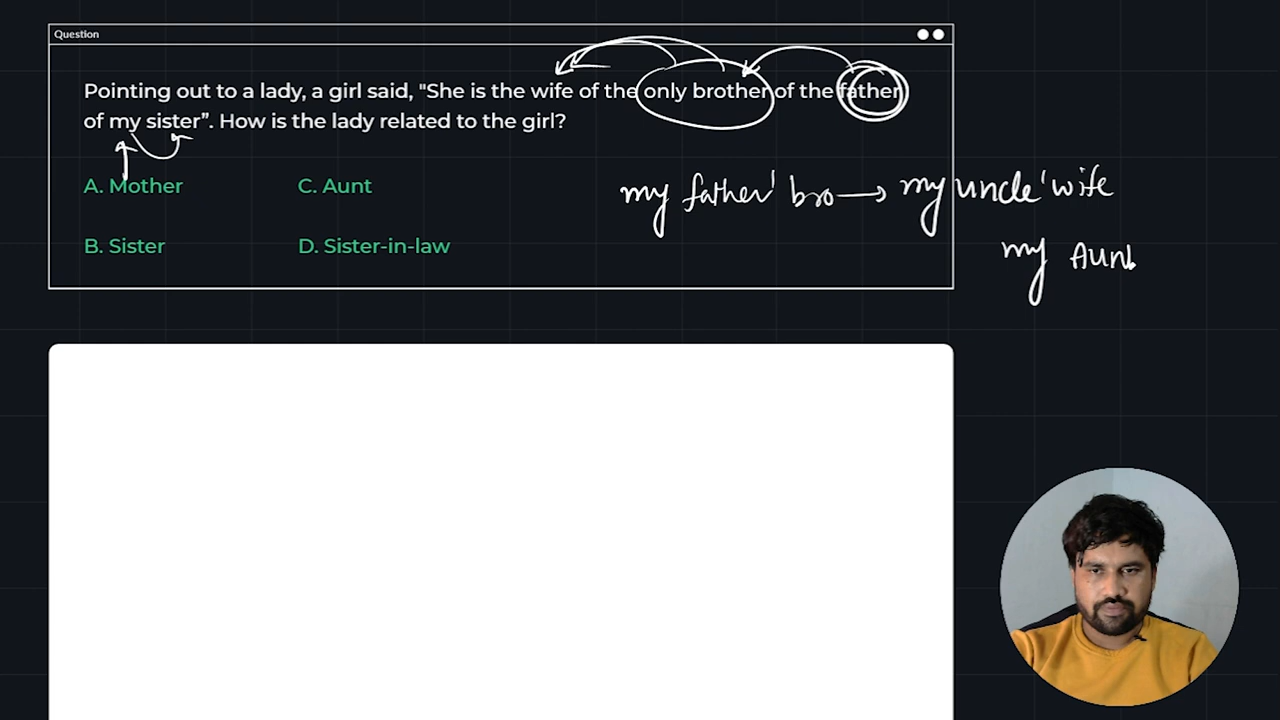 Question
Pointing out to a lady, a girl said, "She is the wife of the only brother of the father
of my sister”. How is the lady related to the girl?
A. Mother
C. Aunt
B. Sister
D. Sister-in-law
my father' bro → my uncle' wife
my Aunt